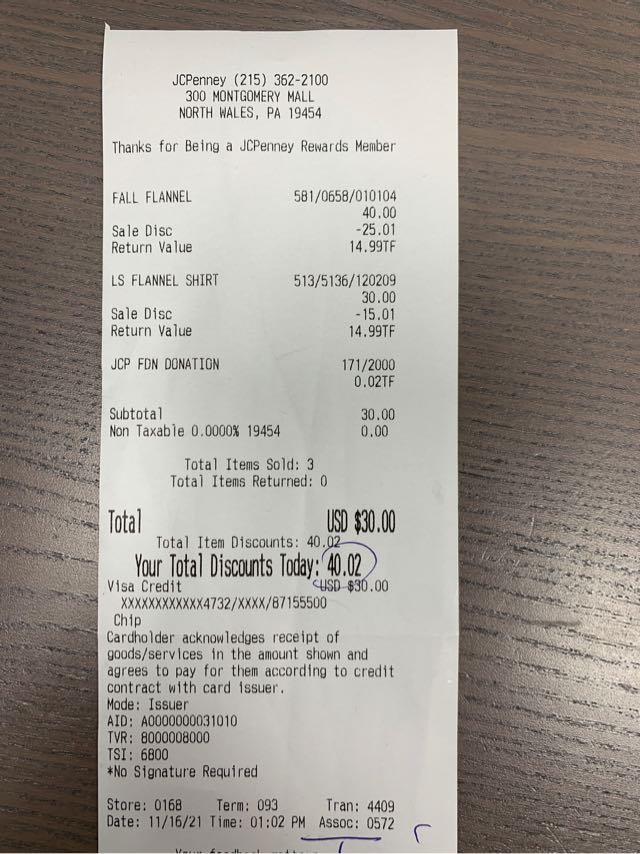 JCPenney (215) 362-2100
300 MONTGOMERY MALL
NORTH WALES, PA 19454
Thanks for Being a JCPenney Rewards Member
FALL FLANNEL 581/0658/010104
40.00
Sale Disc -25.01
Return Value 14.99TF
LS FLANNEL SHIRT 513/5136/120209
30.00
Sale Disc -15.01
Return Value 14.99TF
JCP FDN DONATION 171/2000
0.02TF
Subtotal 30.00
Non Taxable 0.0000% 19454 0.00
Total Items Sold: 3
Total Items Returned: 0
Total USD $30.00
Total Item Discounts: 40.02
Your Total Discounts Today: 40.02
Visa Credit USD $30.00
XXXXXXXXXXXX4732/XXXX/87155500
Chip
Cardholder acknowledges receipt of
goods/services in the amount shown and
agrees to pay for them according to credit
contract with card issuer.
Mode: Issuer
AID: A0000000031010
TVR: 8000008000
TSI: 6800
*No Signature Required
Store: 0168 Term: 093 Tran: 4409
Date: 11/16/21 Time: 01:02 PM Assoc: 0572